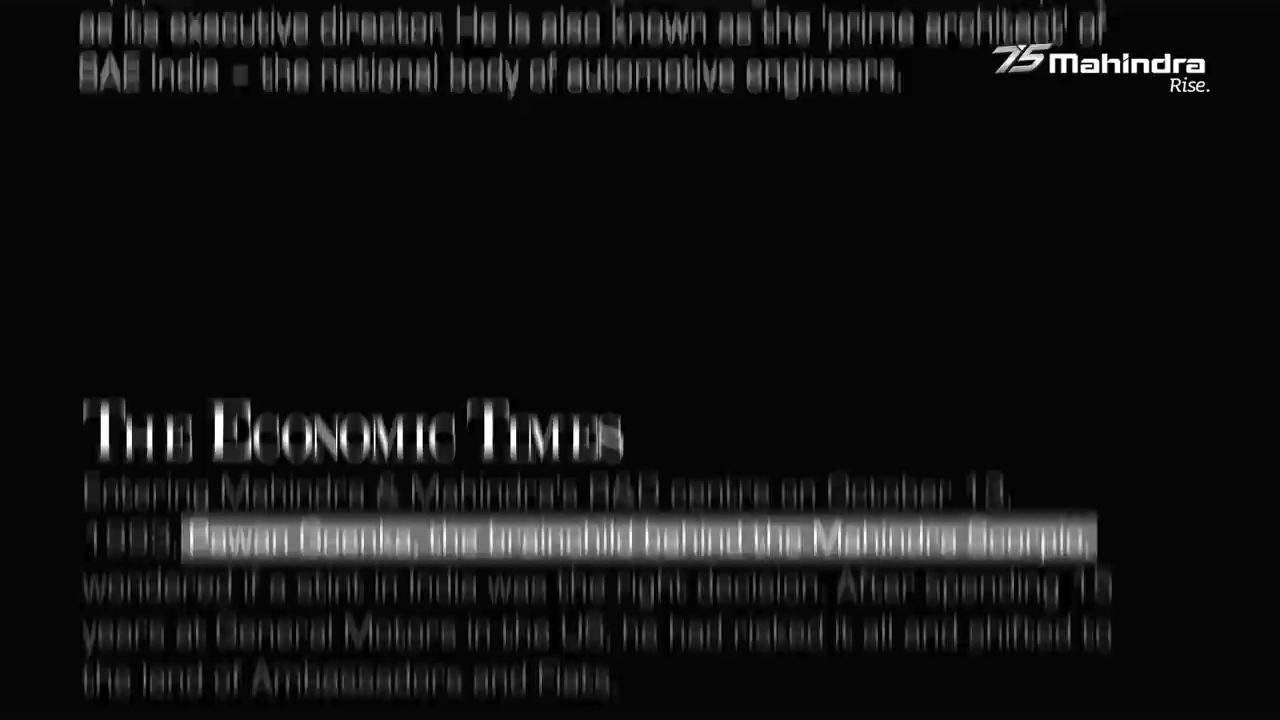 as its executive director. He is also known as the 'prime architect' of
SAE India - the national body of automotive engineers.
75 Mahindra
Rise.
THE ECONOMIC TIMES
Entering Mahindra & Mahindra's R&D centre on October 18,
1993, Pawan Goenka, the brainchild behind the Mahindra Scorpio,
wondered if a stint in India was the right decision. After spending
years at General Motors in the US, he had risked it all and shifted to
the land of Ambassadors and Fiats.